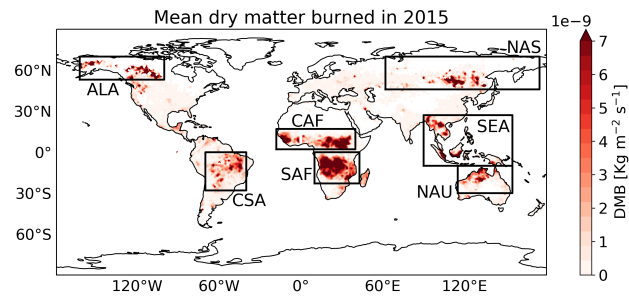 Mean dry matter burned in 2015
1e−9
NAS
ALA
CAF
SEA
SAF
CSA
NAU
60°N
30°N
0°
30°S
60°S
120°W
60°W
0°
60°E
120°E
7
6
5
4
3
2
1
0
DMB [Kg m⁻² s⁻¹]